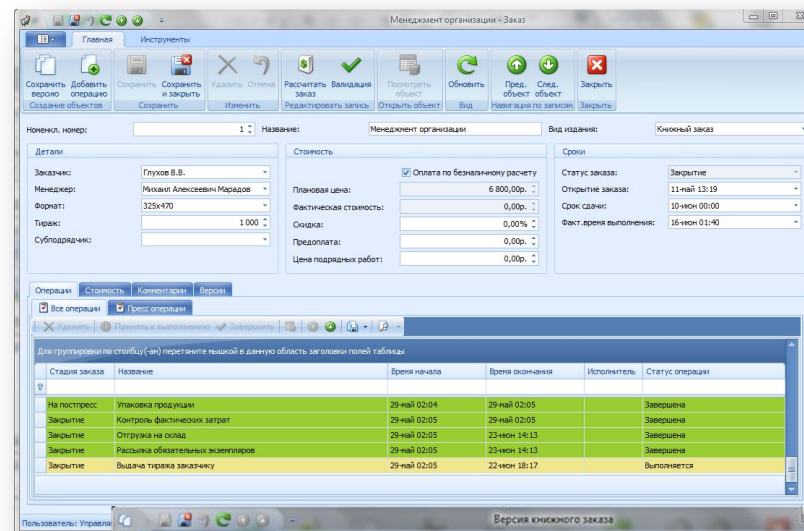 Менеджмент организации - Заказ
Главная Инструменты
Сохранить версию Добавить операцию Сохранить Сохранить и закрыть Удалить Отмена Рассчитать заказ Валидация Посмотреть объект Обновить Пред. объект След. объект Закрыть
Создание объектов Сохранить Изменить Редактировать запись Открыть объект Вид Навигация по записям Закрыть
Номенкл. номер: 1 Название: Менеджмент организации Вид издания: Книжный заказ
Детали Стоимость Сроки
Заказчик: Глухов В.В. Оплата по безналичному расчету Статус заказа: Закрытие
Менеджер: Михаил Алексеевич Марадов Плановая цена: 6 800,00р. Открытие заказа: 11-май 13:19
Формат: 325x470 Фактическая стоимость: 0,00р. Срок сдачи: 10-июн 00:00
Тираж: 1 000 Скидка: 0,00% Факт.время выполнения: 16-июн 01:40
Субподрядчик: Предоплата: 0,00р.
Цена подрядных работ: 0,00р.
Операции Стоимость Комментарии Версии
Все операции Пресс операции
Удалить Принять к выполнению Завершить
Для группировки по столбцу(-ам) перетяните мышкой в данную область заголовки полей таблицы
Стадия заказа Название Время начала Время окончания Исполнитель Статус операции
На постпресс Упаковка продукции 29-май 02:04 29-май 02:05 Завершена
Закрытие Контроль фактических затрат 29-май 02:05 29-май 02:05 Завершена
Закрытие Отгрузка на склад 29-май 02:05 23-июн 14:13 Завершена
Закрытие Рассылка обязательных экземпляров 29-май 02:05 23-июн 14:13 Завершена
Закрытие Выдача тиража заказчику 29-май 02:05 22-июн 18:17 Выполняется
Пользователь: Управля
Версия книжного заказа